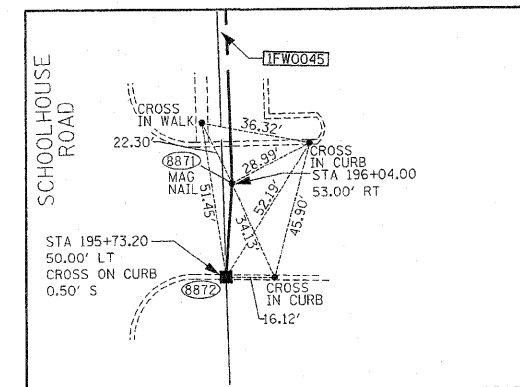 1FW0045
SCHOOLHOUSE
ROAD
CROSS
IN WALK
36.32'
22.30'
8871
MAG
NAIL
28.99'
CROSS
IN CURB
STA 196+04.00
53.00' RT
51.45'
52.19'
34.13'
45.90'
STA 195+73.20
50.00' LT
CROSS ON CURB
0.50' S
8872
CROSS
IN CURB
16.12'